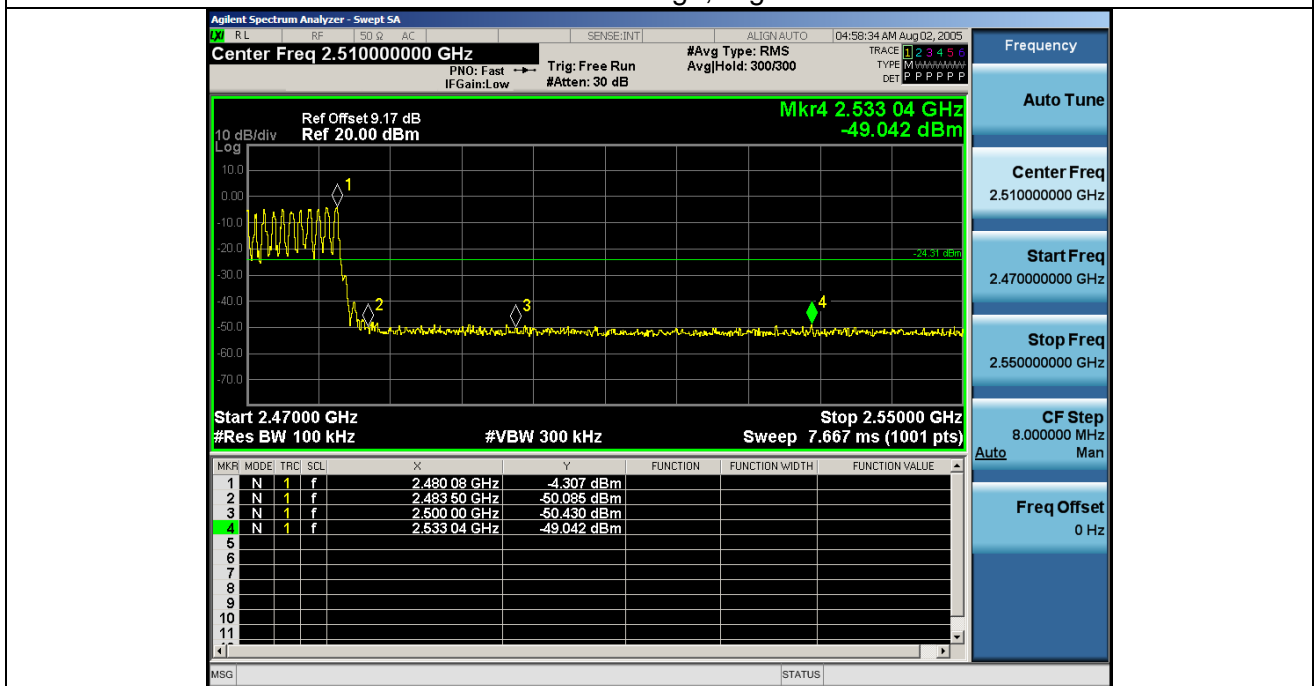 Agilent Spectrum Analyzer - Swept SA
LXI RL RF 50 Ω AC SENSE:INT ALIGN AUTO 04:58:34 AM Aug 02, 2005
Center Freq 2.510000000 GHz
PNO: Fast
IFGain:Low
Trig: Free Run
#Atten: 30 dB
#Avg Type: RMS
Avg|Hold: 300/300
TRACE 1 2 3 4 5 6
TYPE M
DET P P P P P P
Mkr4 2.533 04 GHz
-49.042 dBm
Ref Offset 9.17 dB
10 dB/div Ref 20.00 dBm
Log
10.0
0.00
-10.0
-20.0
-30.0
-40.0
-50.0
-60.0
-70.0
1
2
3
4
-24.31 dBm
Start 2.47000 GHz Stop 2.55000 GHz
#Res BW 100 kHz #VBW 300 kHz Sweep 7.667 ms (1001 pts)
MKR MODE TRC SCL X Y FUNCTION FUNCTION WIDTH FUNCTION VALUE
1 N 1 f 2.480 08 GHz -4.307 dBm
2 N 1 f 2.483 50 GHz -50.085 dBm
3 N 1 f 2.500 00 GHz -50.430 dBm
4 N 1 f 2.533 04 GHz -49.042 dBm
5
6
7
8
9
10
11
MSG STATUS
Frequency
Auto Tune
Center Freq
2.510000000 GHz
Start Freq
2.470000000 GHz
Stop Freq
2.550000000 GHz
CF Step
8.000000 MHz
Auto Man
Freq Offset
0 Hz